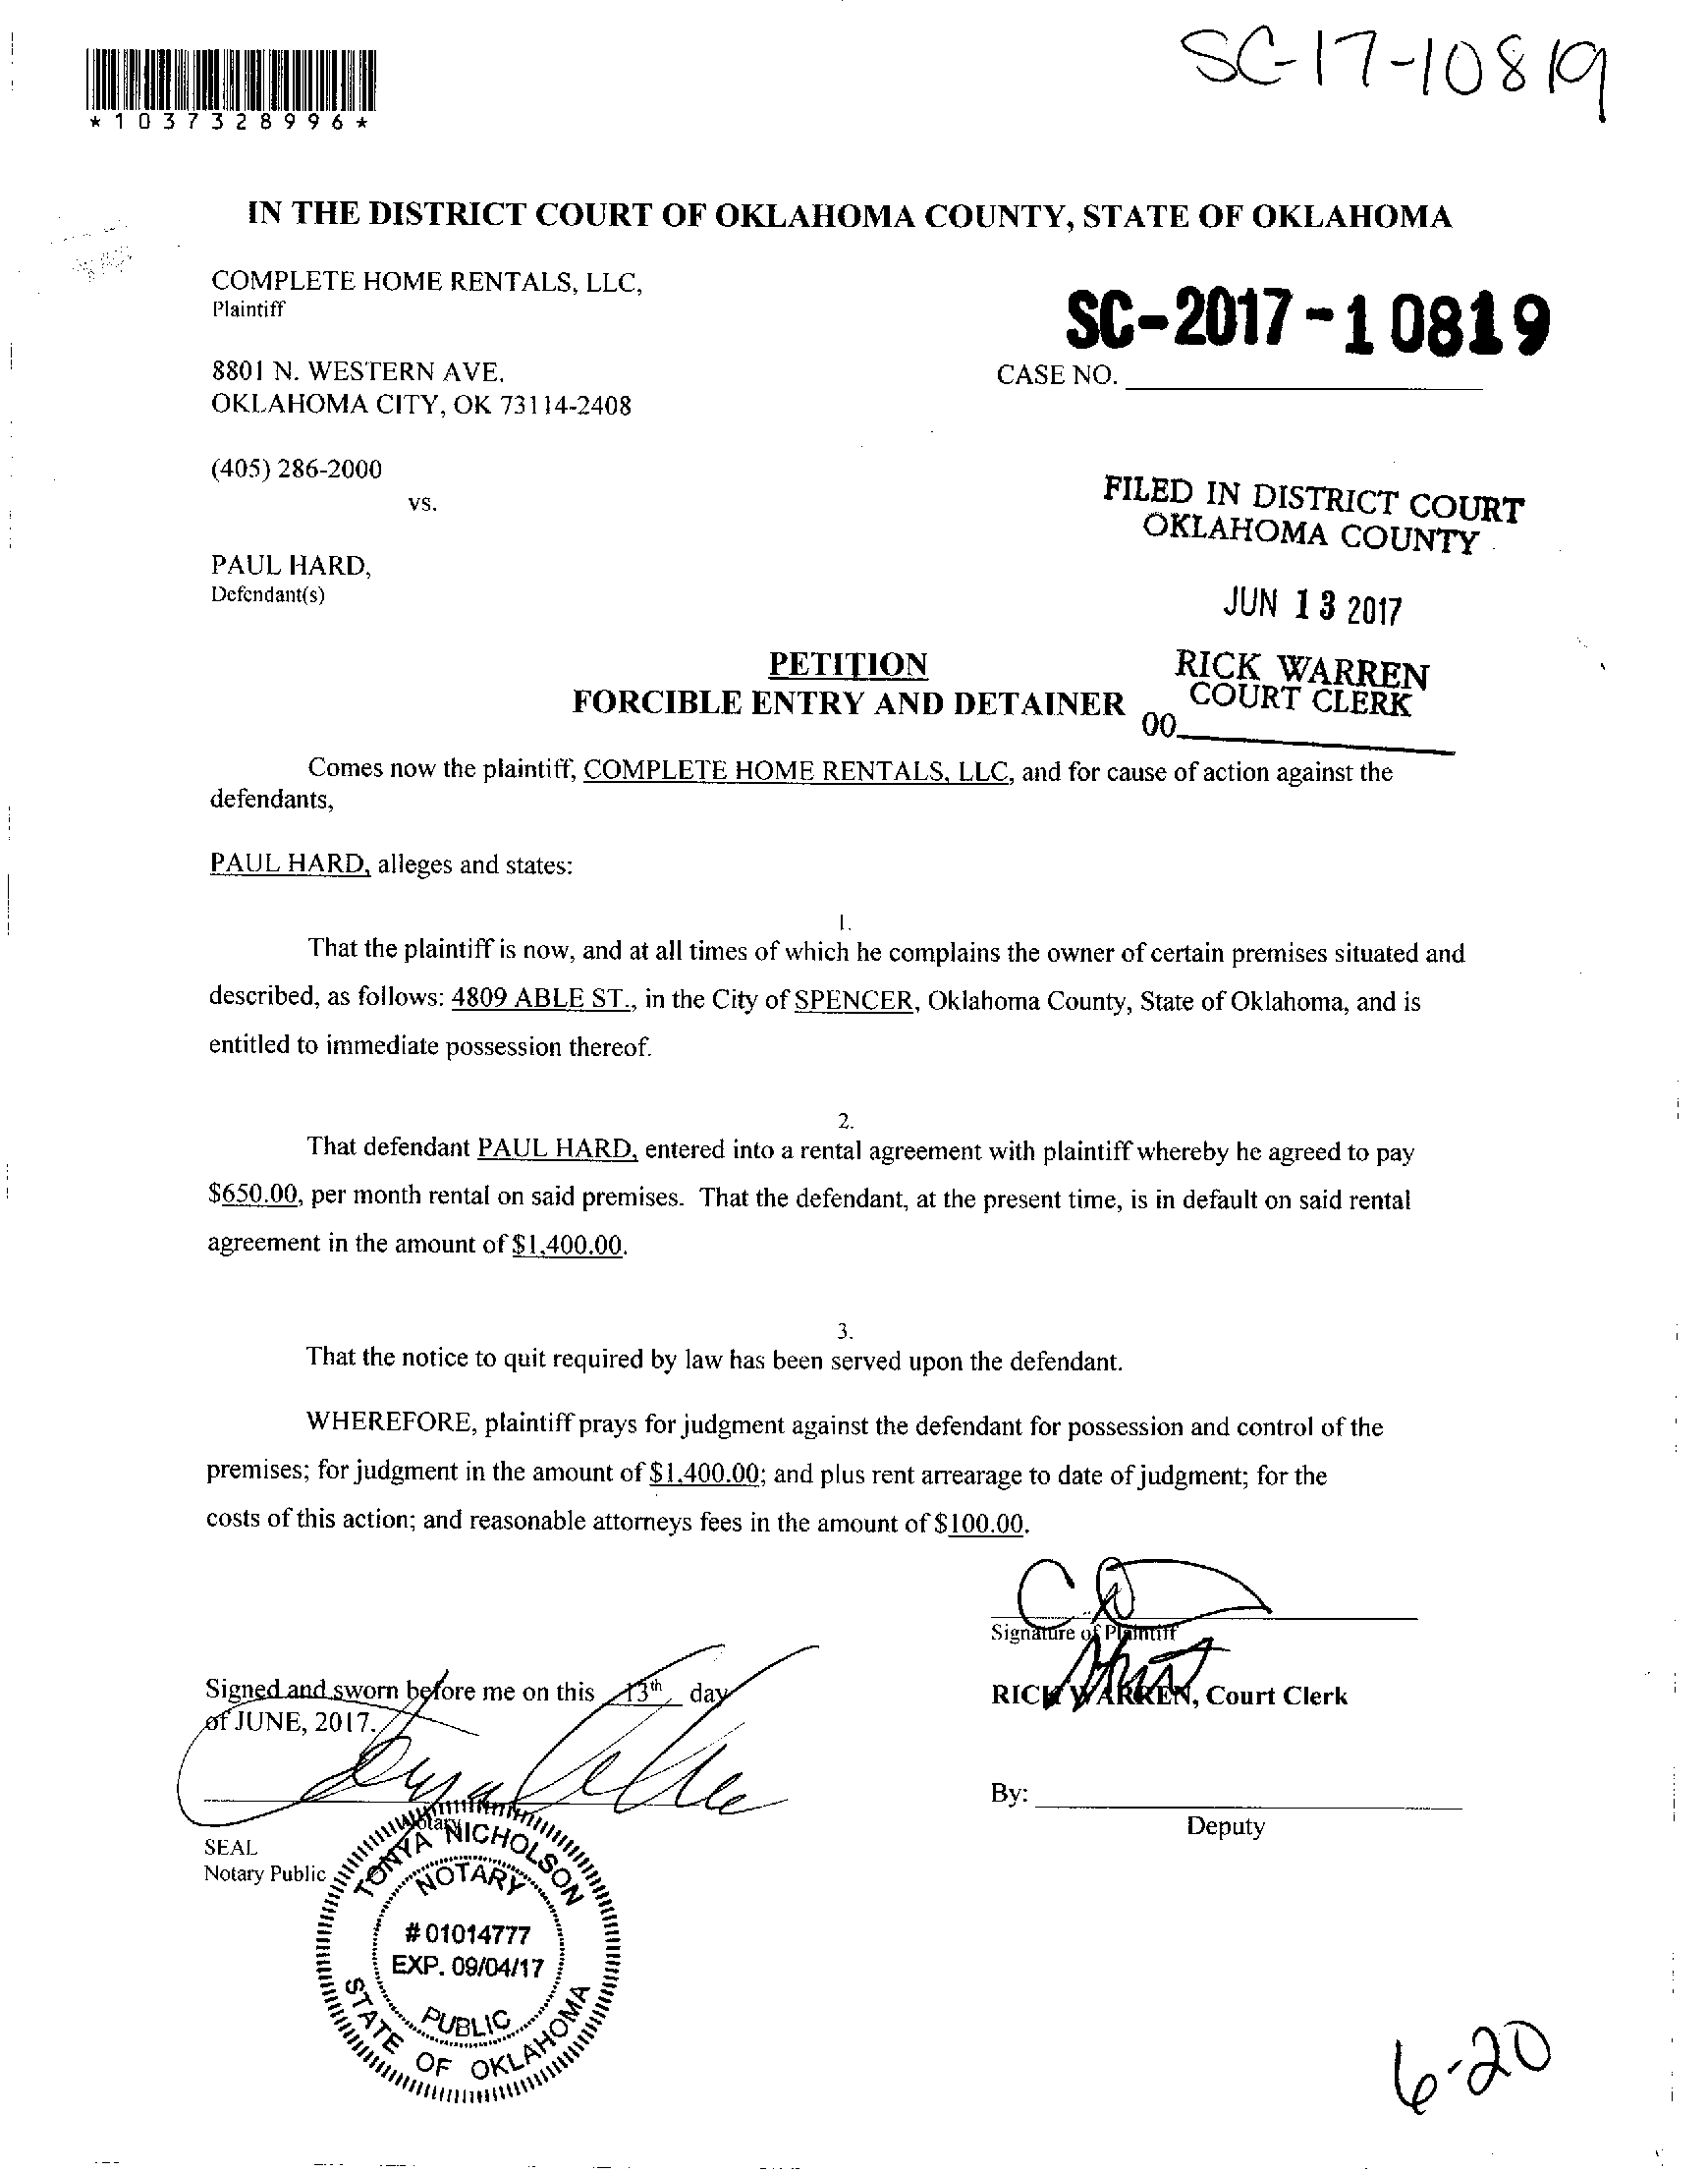 SC-17-10819
*1037328996*
IN THE DISTRICT COURT OF OKLAHOMA COUNTY, STATE OF OKLAHOMA
COMPLETE HOME RENTALS, LLC,
Plaintiff
SC-2017-10819
8801 N. WESTERN AVE.
CASE NO.
OKLAHOMA CITY, OK 73114-2408
(405) 286-2000
vs.
FILED IN DISTRICT COURT
OKLAHOMA COUNTY
PAUL HARD,
Defendant(s)
JUN 13 2017
PETITION
RICK WARREN
COURT CLERK
FORCIBLE ENTRY AND DETAINER
00
Comes now the plaintiff, COMPLETE HOME RENTALS, LLC, and for cause of action against the
defendants,
PAUL HARD, alleges and states:
1.
That the plaintiff is now, and at all times of which he complains the owner of certain premises situated and
described, as follows: 4809 ABLE ST., in the City of SPENCER, Oklahoma County, State of Oklahoma, and is
entitled to immediate possession thereof.
2.
That defendant PAUL HARD, entered into a rental agreement with plaintiff whereby he agreed to pay
$650.00, per month rental on said premises. That the defendant, at the present time, is in default on said rental
agreement in the amount of $1,400.00.
3.
That the notice to quit required by law has been served upon the defendant.
WHEREFORE, plaintiff prays for judgment against the defendant for possession and control of the
premises; for judgment in the amount of $1,400.00; and plus rent arrearage to date of judgment; for the
costs of this action; and reasonable attorneys fees in the amount of $100.00.
Signature of Plaintiff
Signed and sworn before me on this 13th day
of JUNE, 2017.
RICK WARREN, Court Clerk
By:
Deputy
Notary
SEAL
Notary Public
TONYA NICHOLSON
NOTARY
# 01014777
EXP. 09/04/17
PUBLIC
STATE OF OKLAHOMA
6-20